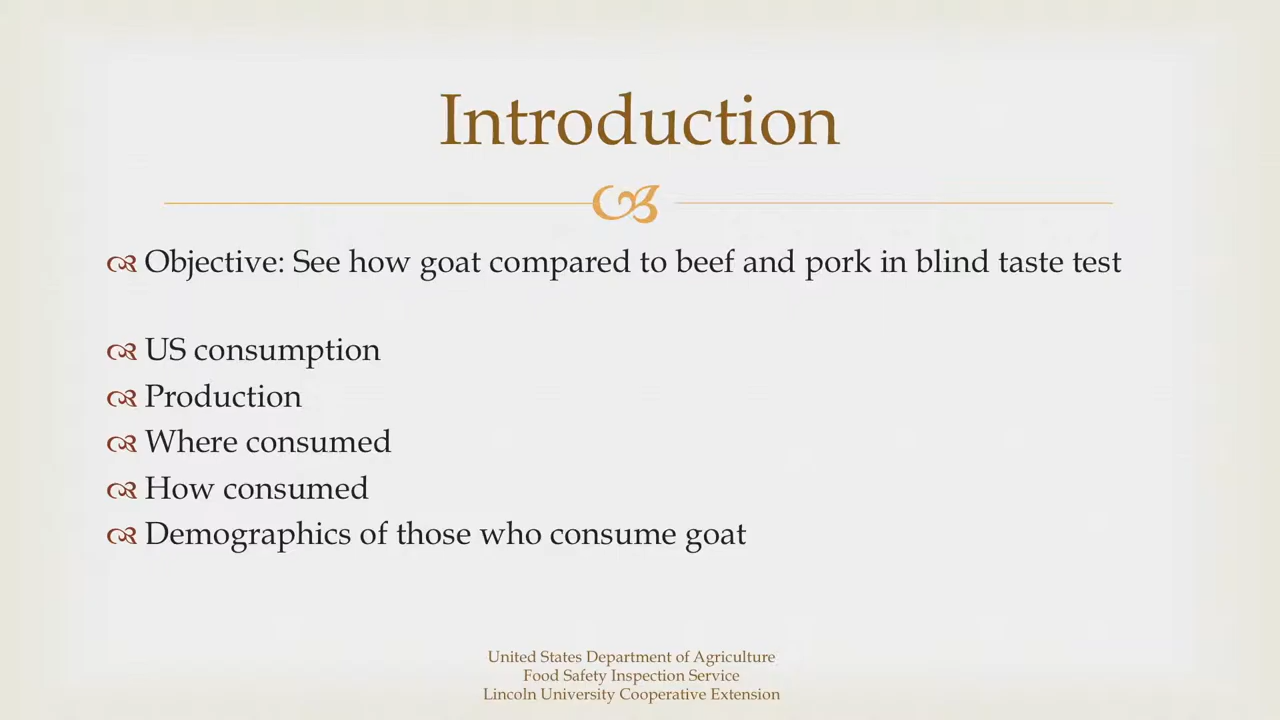 Introduction
Objective: See how goat compared to beef and pork in blind taste test
US consumption
Production
Where consumed
How consumed
Demographics of those who consume goat
United States Department of Agriculture
Food Safety Inspection Service
Lincoln University Cooperative Extension